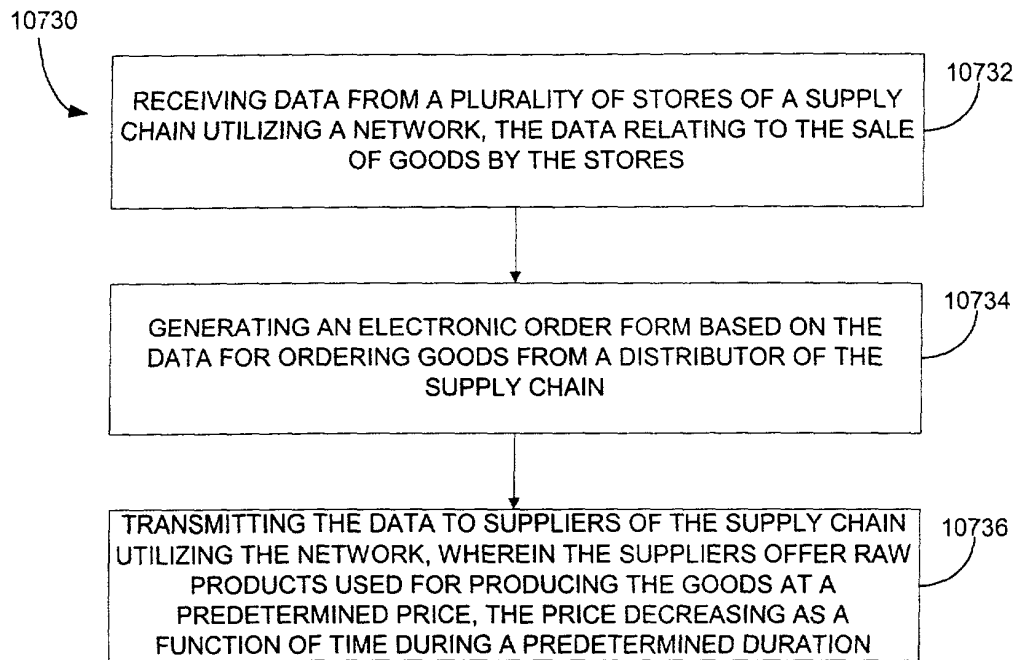 10730
10732
RECEIVING DATA FROM A PLURALITY OF STORES OF A SUPPLY
CHAIN UTILIZING A NETWORK, THE DATA RELATING TO THE SALE
OF GOODS BY THE STORES
10734
GENERATING AN ELECTRONIC ORDER FORM BASED ON THE
DATA FOR ORDERING GOODS FROM A DISTRIBUTOR OF THE
SUPPLY CHAIN
10736
TRANSMITTING THE DATA TO SUPPLIERS OF THE SUPPLY CHAIN
UTILIZING THE NETWORK, WHEREIN THE SUPPLIERS OFFER RAW
PRODUCTS USED FOR PRODUCING THE GOODS AT A
PREDETERMINED PRICE, THE PRICE DECREASING AS A
FUNCTION OF TIME DURING A PREDETERMINED DURATION